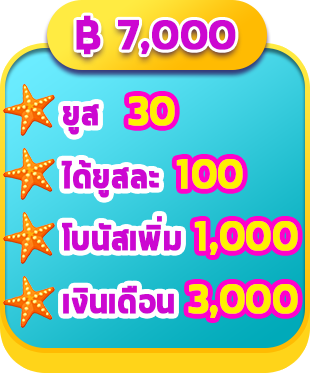 ฿ 7,000
ยูส 30
ได้ยูสละ 100
โบนัสเพิ่ม 1,000
เงินเดือน 3,000